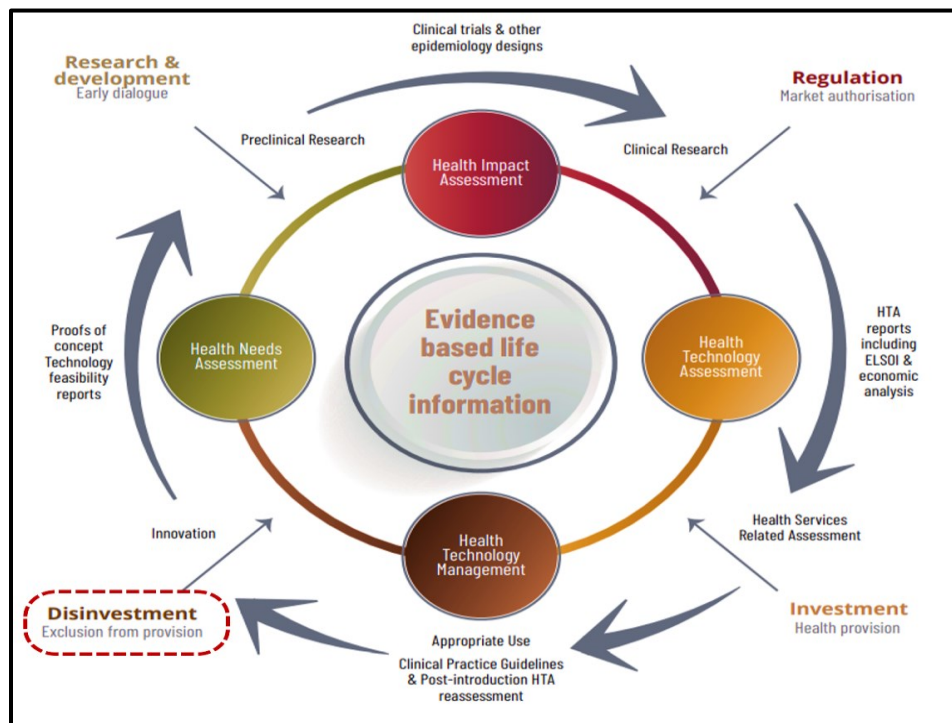 Clinical trials & other
epidemiology designs
Research &
development
Early dialogue
Regulation
Market authorisation
Preclinical Research
Clinical Research
Health Impact
Assessment
Proofs of
concept
Technology
feasibility
reports
Health Needs
Assessment
Evidence
based life
cycle
information
Health
Technology
Assessment
HTA
reports
including
ELSOI &
economic
analysis
Innovation
Health
Technology
Management
Health Services
Related Assessment
Disinvestment
Exclusion from provision
Investment
Health provision
Appropriate Use
Clinical Practice Guidelines
& Post-introduction HTA
reassessment